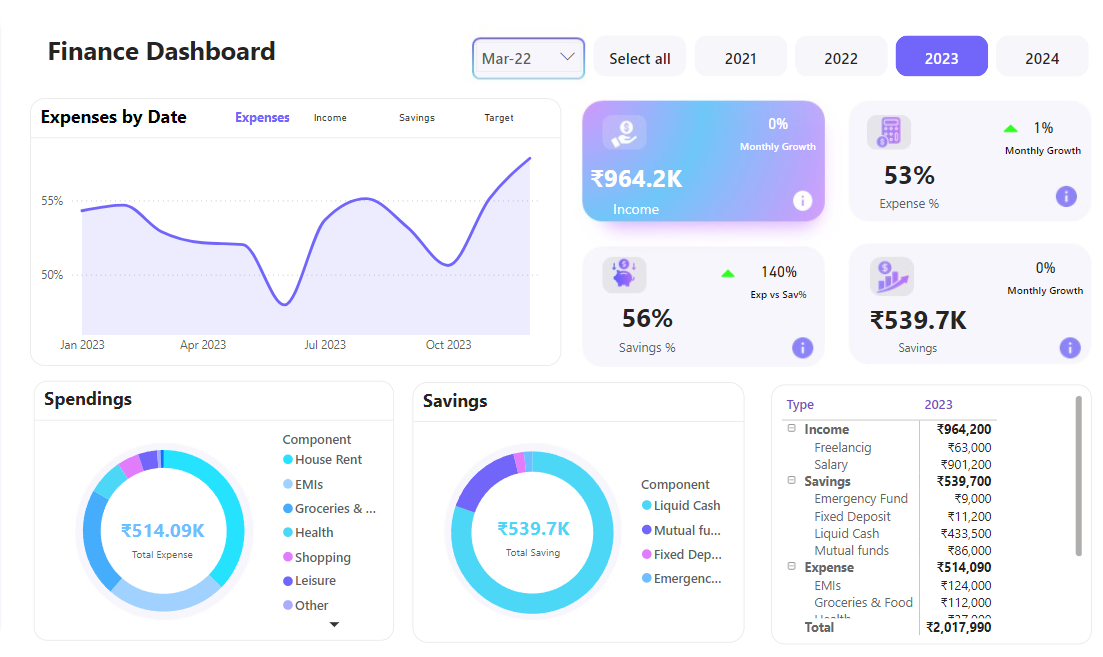 Finance Dashboard
Mar-22
Select all
2021
2022
2023
2024
Expenses by Date
Expenses
Income
Savings
Target
55%
50%
Jan 2023
Apr 2023
Jul 2023
Oct 2023
0%
Monthly Growth
₹964.2K
Income
1%
Monthly Growth
53%
Expense %
140%
Exp vs Sav%
56%
Savings %
0%
Monthly Growth
₹539.7K
Savings
Spendings
₹514.09K
Total Expense
Component
House Rent
EMIs
Groceries & ...
Health
Shopping
Leisure
Other
Savings
₹539.7K
Total Saving
Component
Liquid Cash
Mutual fu...
Fixed Dep...
Emergenc...
Type 2023
Income ₹964,200
Freelancig ₹63,000
Salary ₹901,200
Savings ₹539,700
Emergency Fund ₹9,000
Fixed Deposit ₹11,200
Liquid Cash ₹433,500
Mutual funds ₹86,000
Expense ₹514,090
EMIs ₹124,000
Groceries & Food ₹112,000
Total ₹2,017,990